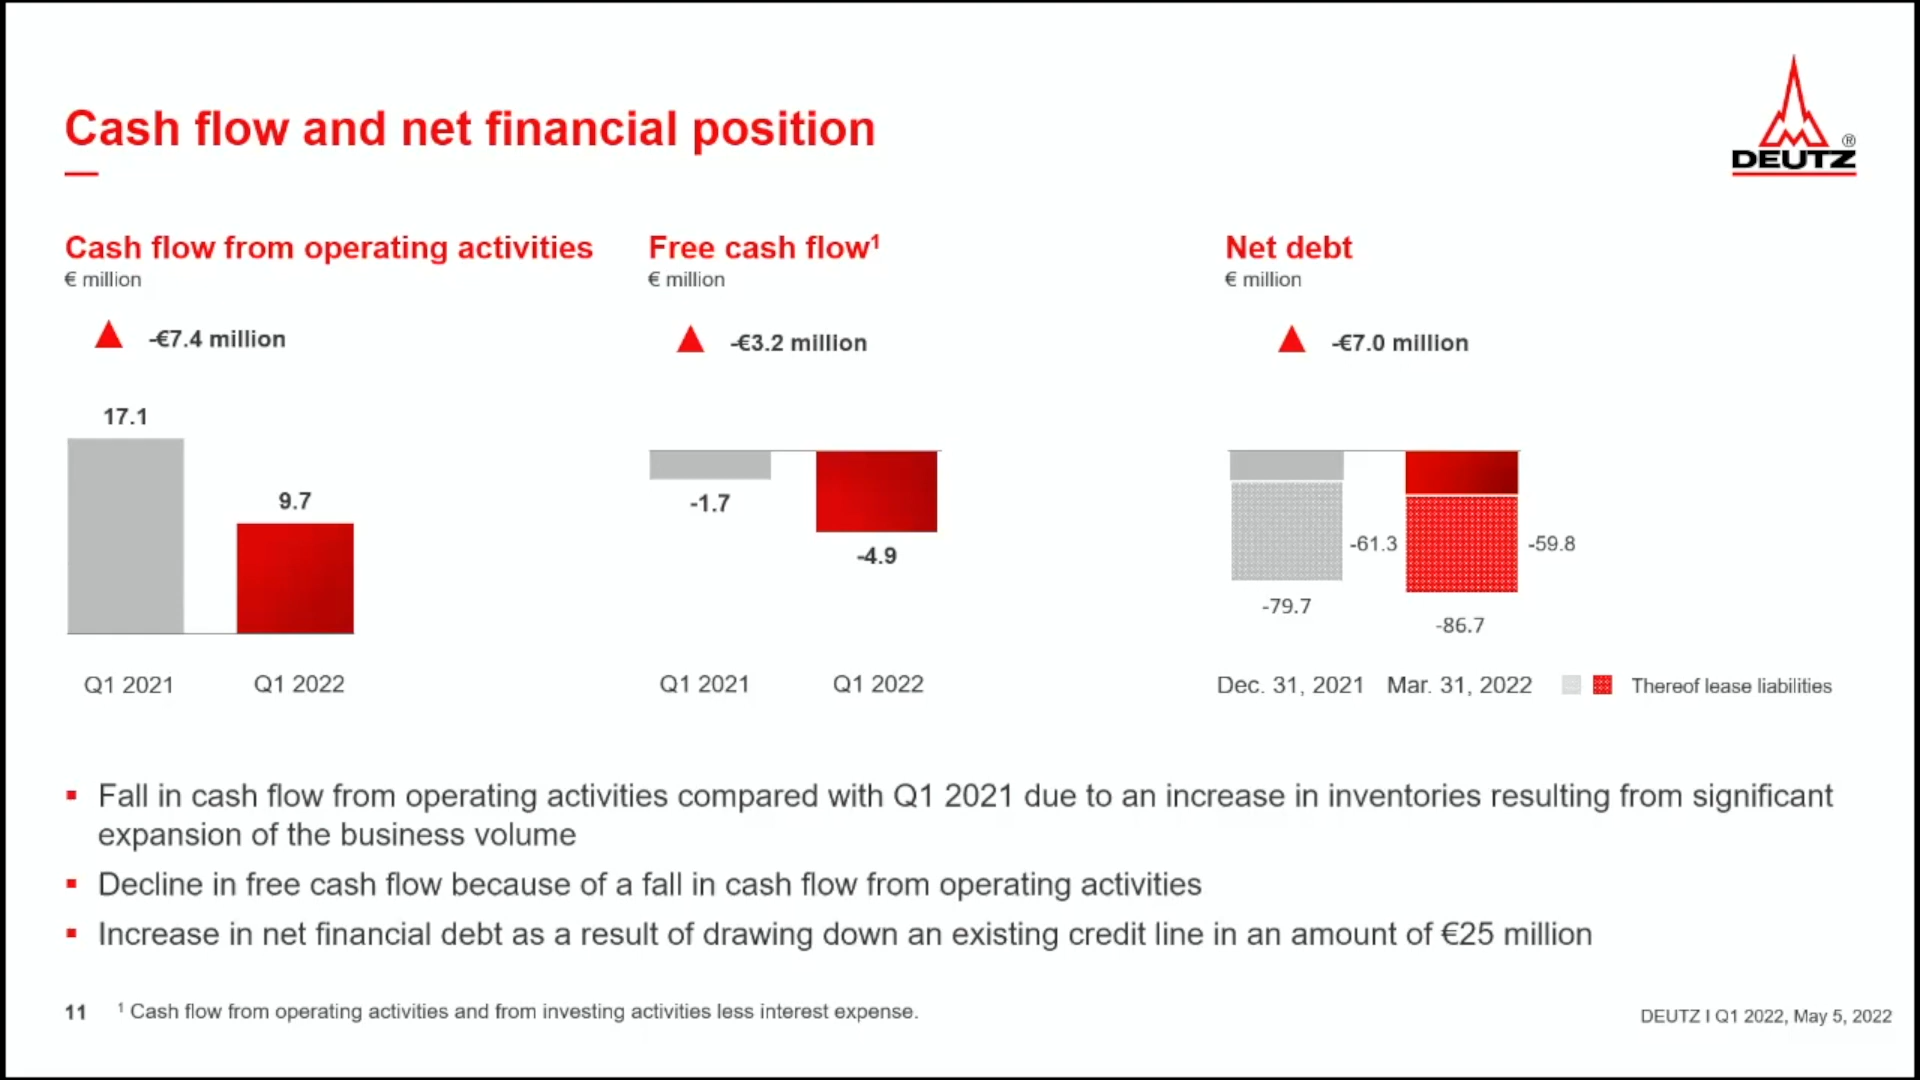 Cash flow and net financial position
®
DEUTZ
Cash flow from operating activities
€ million
-€7.4 million
17.1
9.7
Q1 2021
Q1 2022
Free cash flow¹
€ million
-€3.2 million
-1.7
-4.9
Q1 2021
Q1 2022
Net debt
€ million
-€7.0 million
-61.3
-59.8
-79.7
-86.7
Dec. 31, 2021
Mar. 31, 2022
Thereof lease liabilities
▪ Fall in cash flow from operating activities compared with Q1 2021 due to an increase in inventories resulting from significant
expansion of the business volume
▪ Decline in free cash flow because of a fall in cash flow from operating activities
▪ Increase in net financial debt as a result of drawing down an existing credit line in an amount of €25 million
11
¹ Cash flow from operating activities and from investing activities less interest expense.
DEUTZ I Q1 2022, May 5, 2022